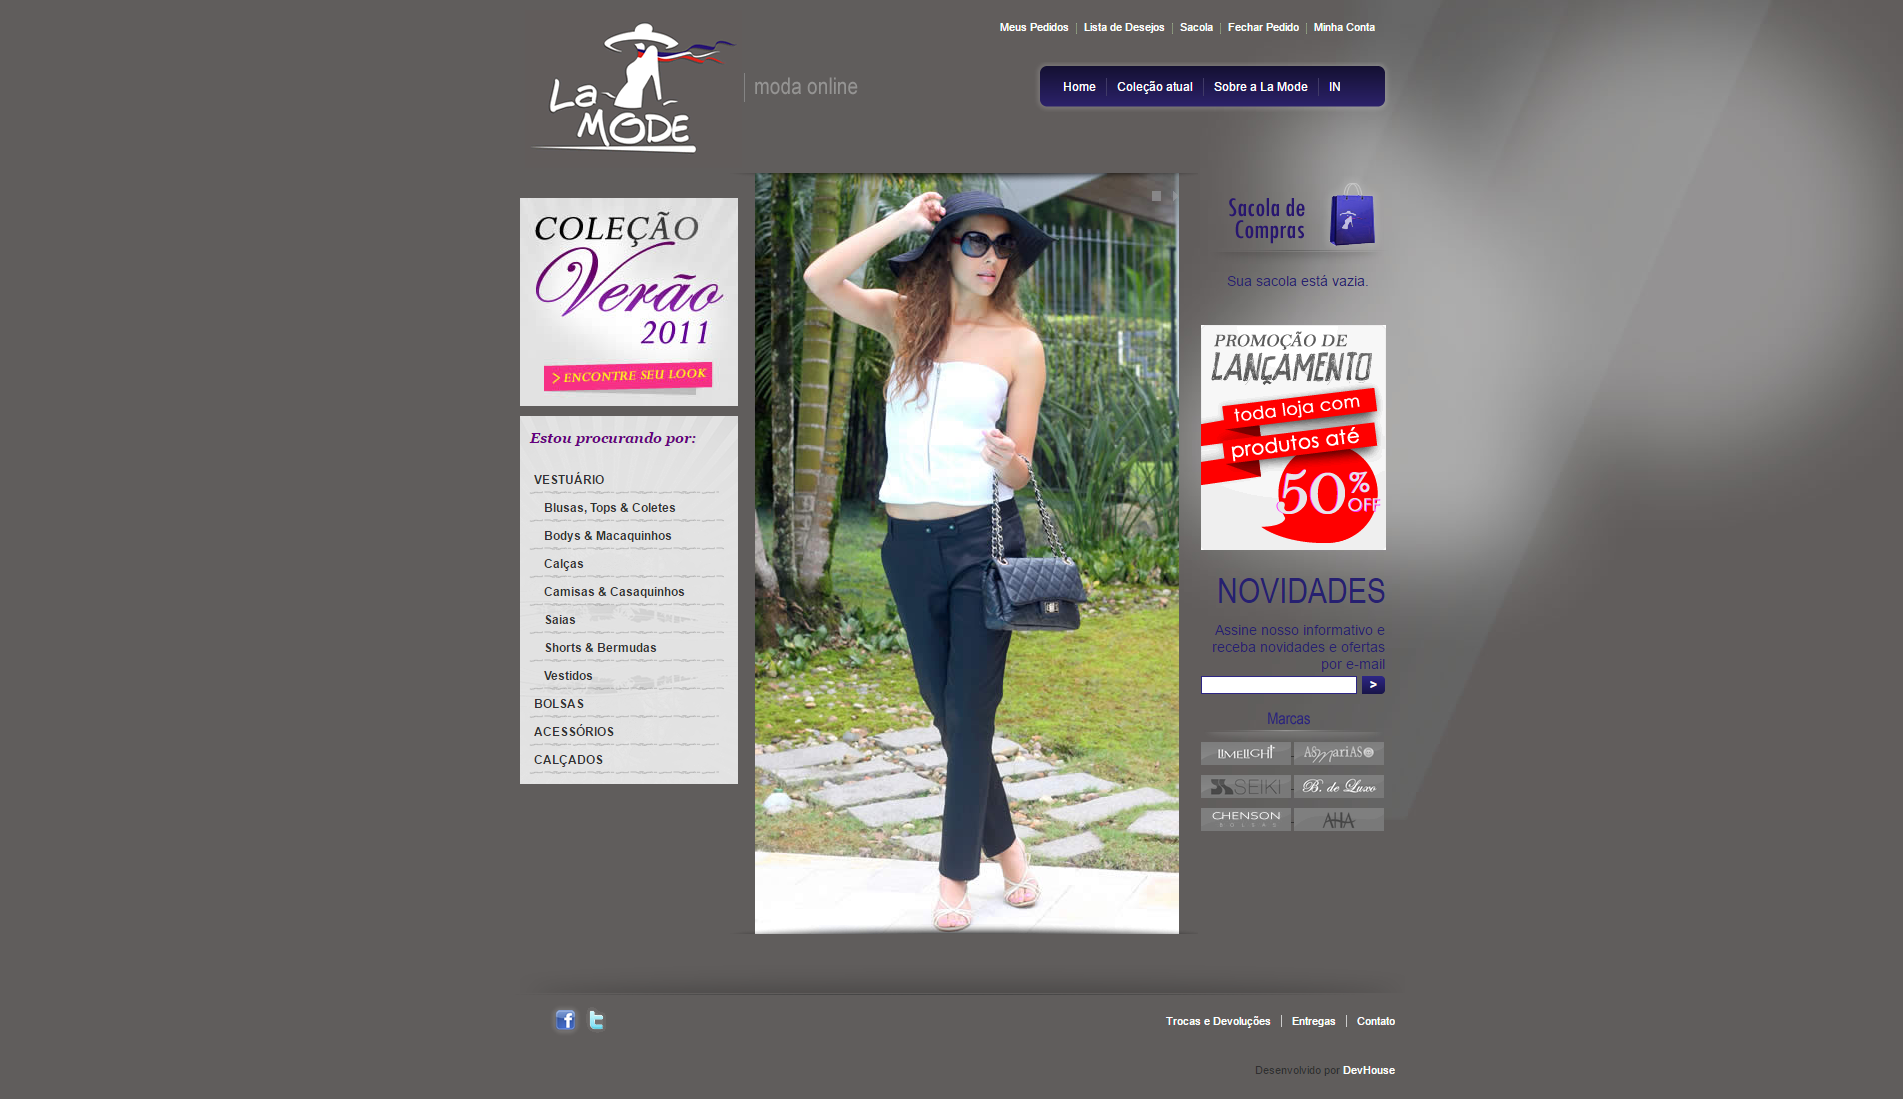 Meus Pedidos | Lista de Desejos | Sacola | Fechar Pedido | Minha Conta
La MODE
moda online
Home | Coleção atual | Sobre a La Mode | IN
COLEÇÃO
Verão
2011
> ENCONTRE SEU LOOK
Estou procurando por:
VESTUÁRIO
Blusas, Tops & Coletes
Bodys & Macaquinhos
Calças
Camisas & Casaquinhos
Saias
Shorts & Bermudas
Vestidos
BOLSAS
ACESSÓRIOS
CALÇADOS
Sacola de
Compras
Sua sacola está vazia.
PROMOÇÃO DE
LANÇAMENTO
toda loja com
produtos até
50%
OFF
NOVIDADES
Assine nosso informativo e
receba novidades e ofertas
por e-mail
>
Marcas
LIMELIGHT
AS MARIAS
SEIKI
B. de Luxo
CHENSON
BOLSAS
AHA
f t
Trocas e Devoluções | Entregas | Contato
Desenvolvido por DevHouse